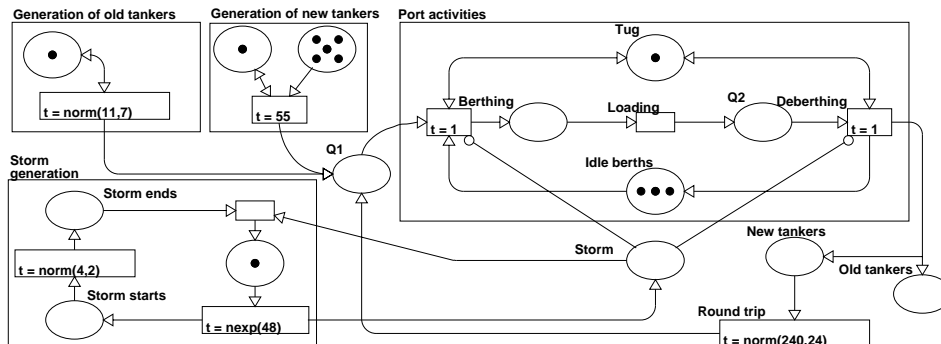 Generation of old tankers
Generation of new tankers
Port activities
Tug
t = norm(11,7)
t = 55
Berthing
Loading
Q2
Deberthing
t = 1
t = 1
Q1
Idle berths
Storm
generation
Storm ends
Storm
New tankers
t = norm(4,2)
Old tankers
Storm starts
Round trip
t = nexp(48)
t = norm(240,24)